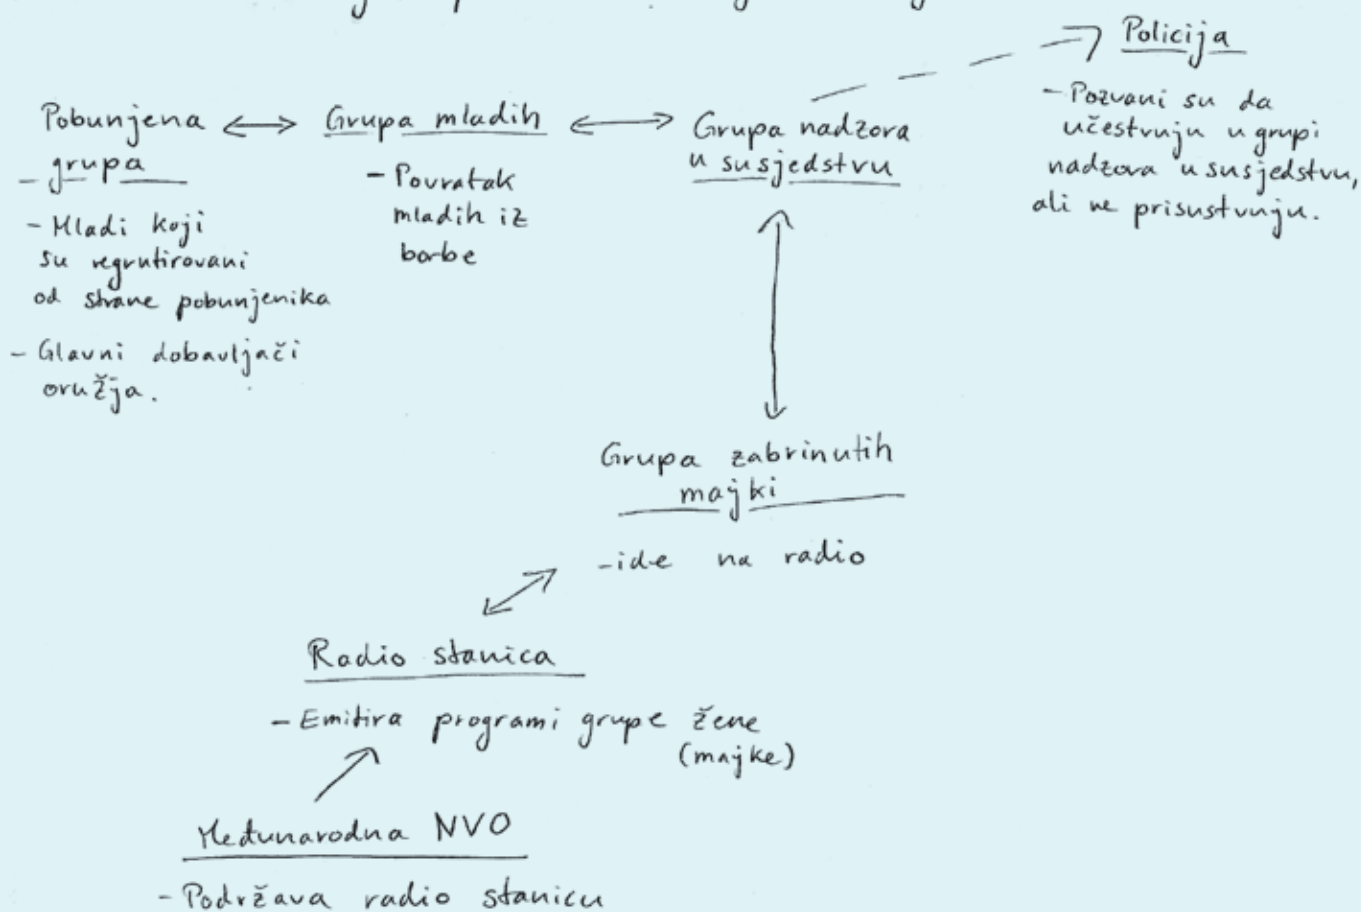 Policija
- Pozvani su da
učestvuju u grupi
nadzora u susjedstvu,
ali ne prisustvuju.
Pobunjena
grupa
- Mladi koji
su regrutirovani
od strane pobunjenika
- Glavni dobavljači
oružja.
Grupa mladih
- Povratak
mladih iz
borbe
Grupa nadzora
u susjedstvu
Grupa zabrinutih
majki
- ide na radio
Radio stanica
- Emitira programi grupe žene
(majke)
Međunarodna NVO
- Podržava radio stanicu